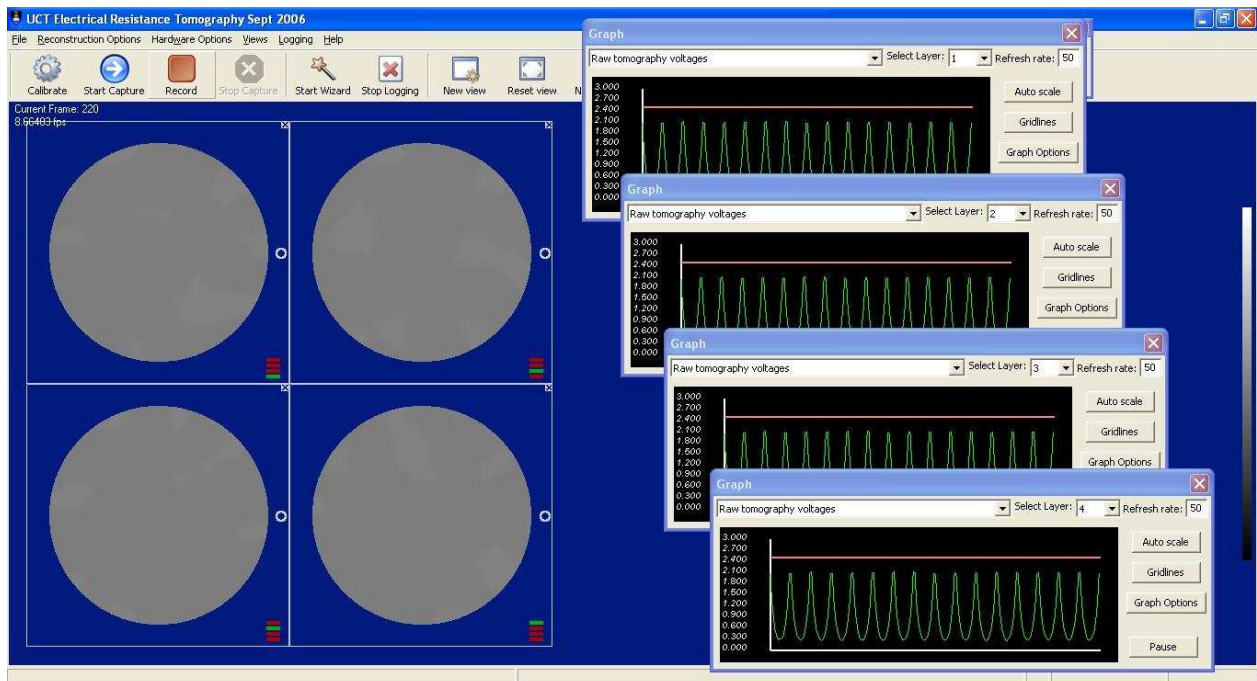 UCT Electrical Resistance Tomography Sept 2006
File Reconstruction Options Hardware Options Views Logging Help
Calibrate Start Capture Record Stop Capture Start Wizard Stop Logging New view Reset view N
Current Frame: 220
8.66403 fps
Graph
Raw tomography voltages Select Layer: 1 Refresh rate: 50
3.000
2.700
2.400
2.100
1.800
1.500
1.200
0.900
0.600
0.300
0.000
Auto scale
Gridlines
Graph Options
Graph
Raw tomography voltages Select Layer: 2 Refresh rate: 50
3.000
2.700
2.400
2.100
1.800
1.500
1.200
0.900
0.600
0.300
0.000
Auto scale
Gridlines
Graph Options
Graph
Raw tomography voltages Select Layer: 3 Refresh rate: 50
3.000
2.700
2.400
2.100
1.800
1.500
1.200
0.900
0.600
0.300
0.000
Auto scale
Gridlines
Graph Options
Graph
Raw tomography voltages Select Layer: 4 Refresh rate: 50
3.000
2.700
2.400
2.100
1.800
1.500
1.200
0.900
0.600
0.300
0.000
Auto scale
Gridlines
Graph Options
Pause